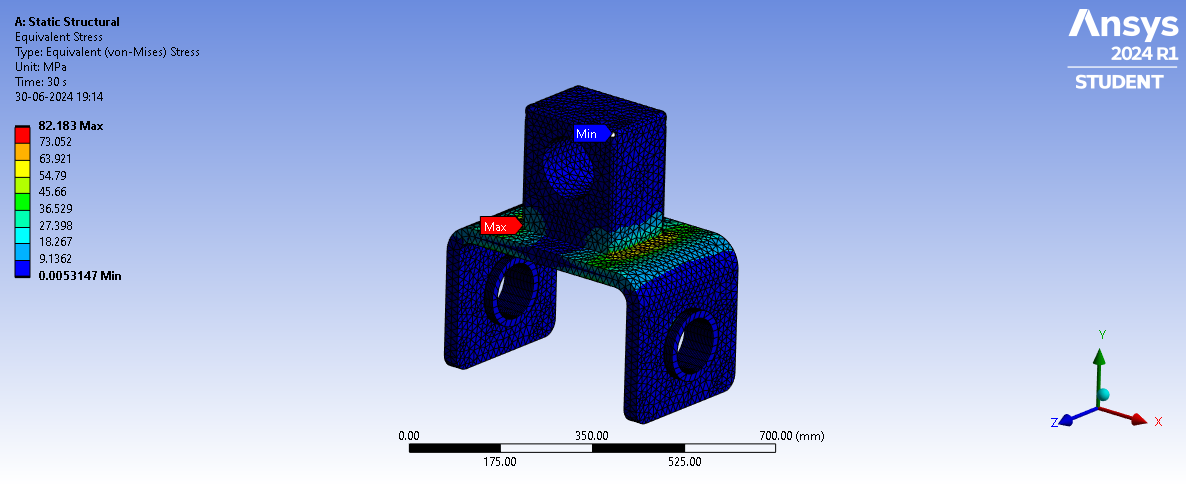 A: Static Structural
Equivalent Stress
Type: Equivalent (von-Mises) Stress
Unit: MPa
Time: 30 s
30-06-2024 19:14
82.183 Max
73.052
63.921
54.79
45.66
36.529
27.398
18.267
9.1362
0.0053147 Min
Ansys
2024 R1
STUDENT
Min
Max
0.00 350.00 700.00 (mm)
175.00 525.00
Y
Z X